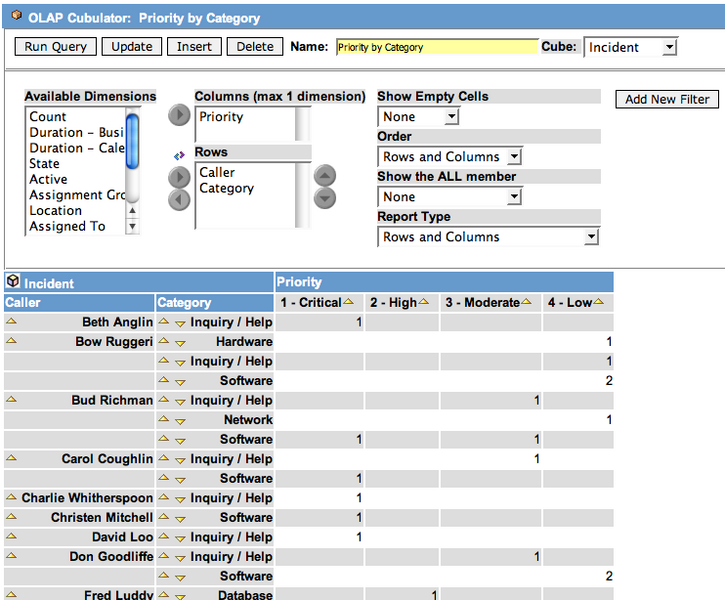 OLAP Cubulator: Priority by Category
Run Query Update Insert Delete Name: Priority by Category Cube: Incident
Available Dimensions
Count
Duration - Busi
Duration - Cale
State
Active
Assignment Grc
Location
Assigned To
Columns (max 1 dimension)
Priority
Rows
Caller
Category
Show Empty Cells
None
Order
Rows and Columns
Show the ALL member
None
Report Type
Rows and Columns
Add New Filter
Incident Priority
Caller Category 1 - Critical 2 - High 3 - Moderate 4 - Low
Beth Anglin Inquiry / Help 1
Bow Ruggeri Hardware 1
Inquiry / Help 1
Software 2
Bud Richman Inquiry / Help 1
Network 1
Software 1 1
Carol Coughlin Inquiry / Help 1
Software 1
Charlie Whitherspoon Inquiry / Help 1
Christen Mitchell Software 1
David Loo Inquiry / Help 1
Don Goodliffe Inquiry / Help 1
Software 2
Fred Luddy Database 1